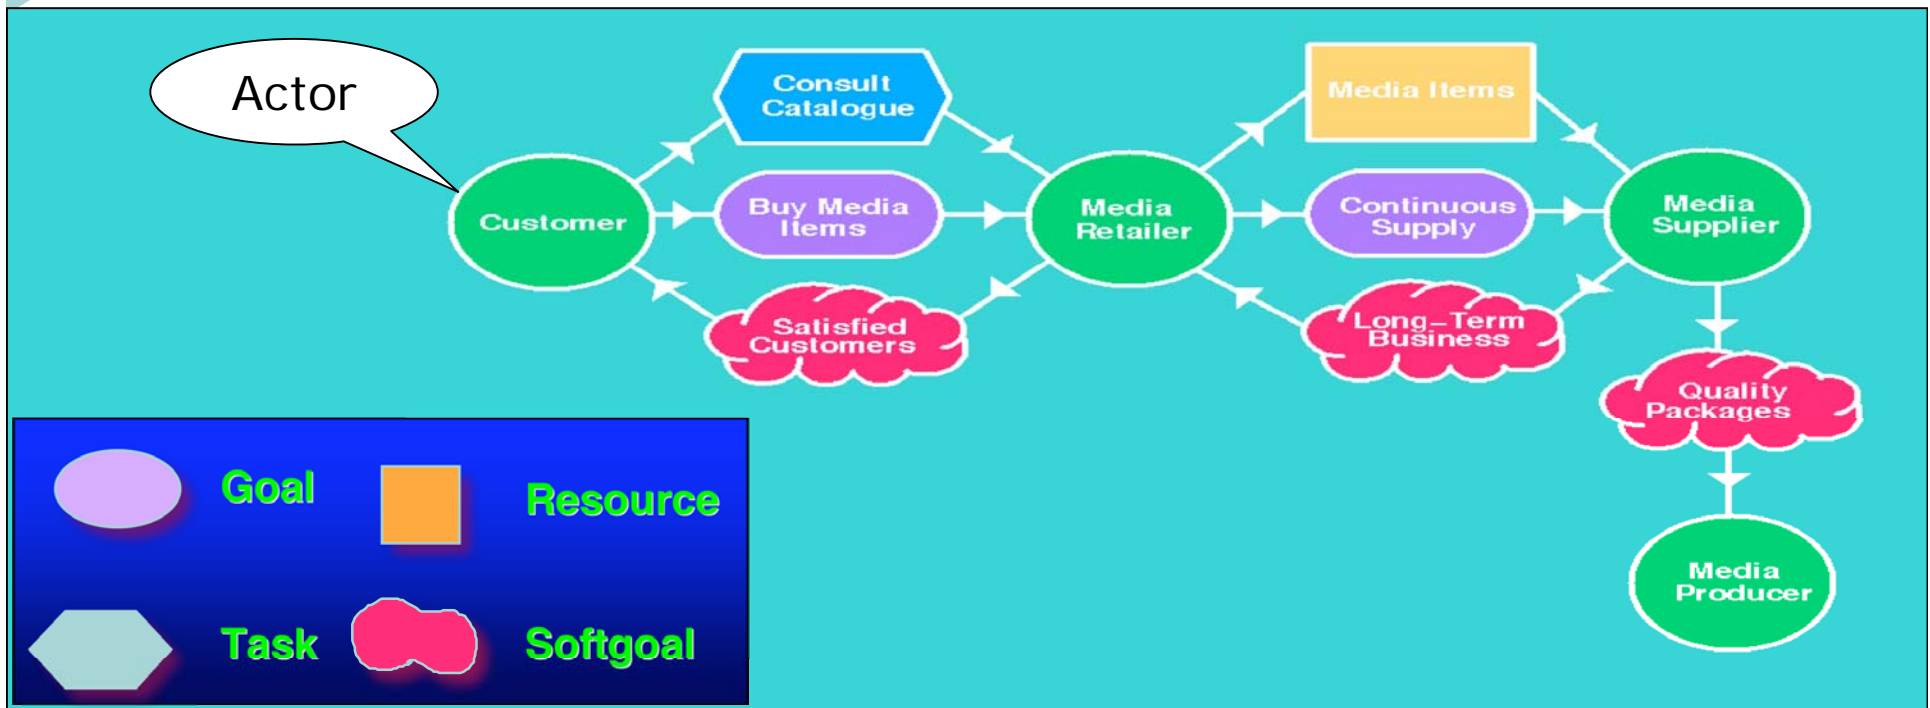 Actor
Consult
Catalogue
Media Items
Customer
Buy Media
Items
Media
Retailer
Continuous
Supply
Media
Supplier
Satisfied
Customers
Long-Term
Business
Quality
Packages
Media
Producer
Goal
Resource
Task
Softgoal